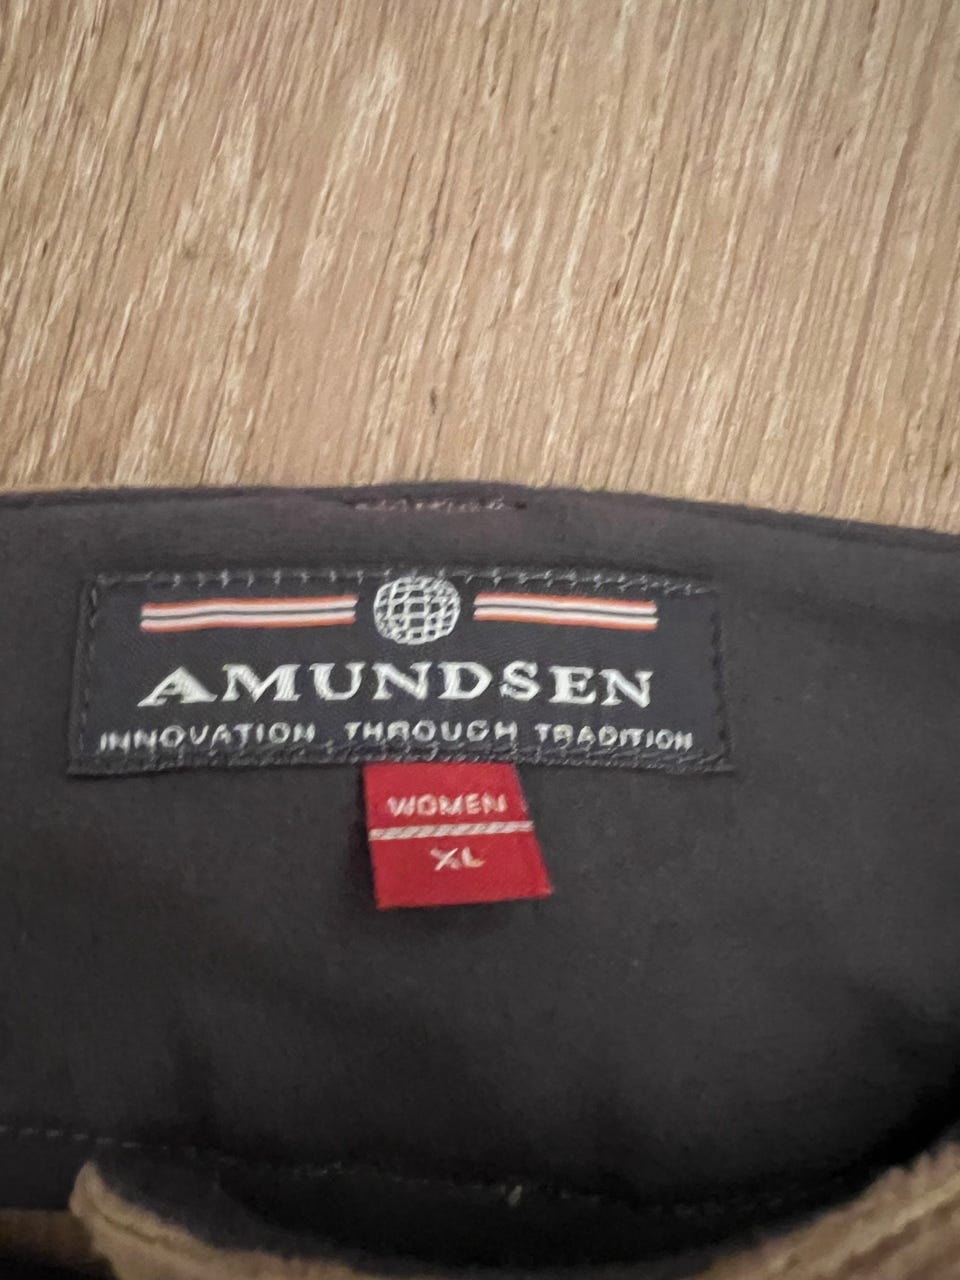 AMUNDSEN
INNOVATION THROUGH TRADITION
WOMEN
XL